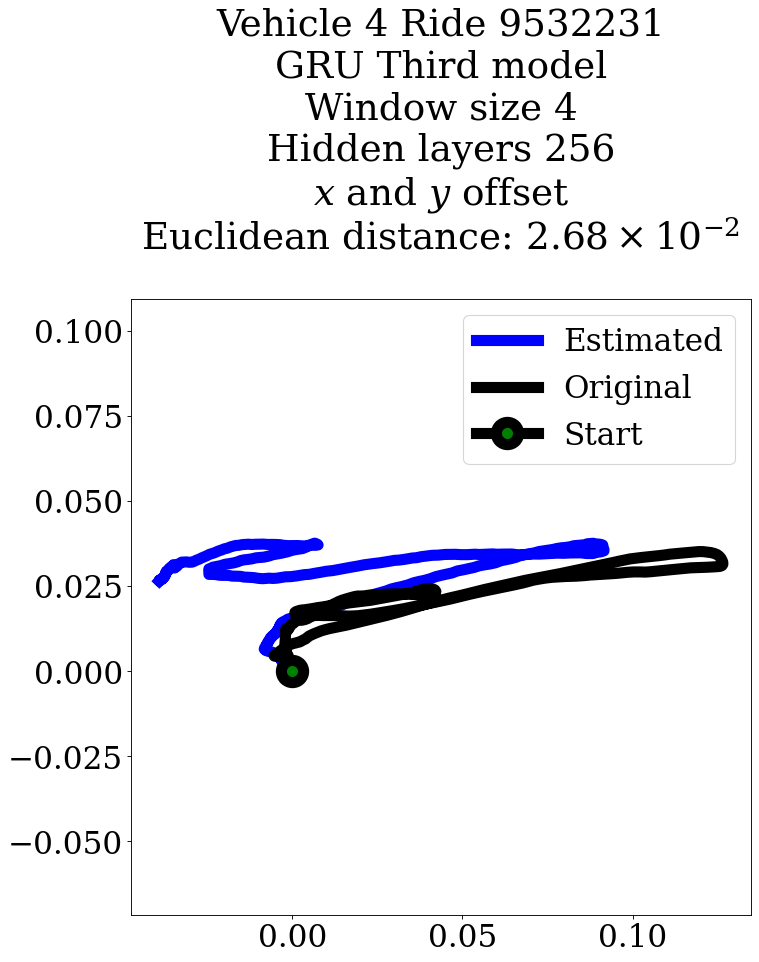 Vehicle 4 Ride 9532231
GRU Third model
Window size 4
Hidden layers 256
x and y offset
Euclidean distance: 2.68 × 10⁻²
Estimated
Original
Start
0.100
0.075
0.050
0.025
0.000
−0.025
−0.050
0.00 0.05 0.10